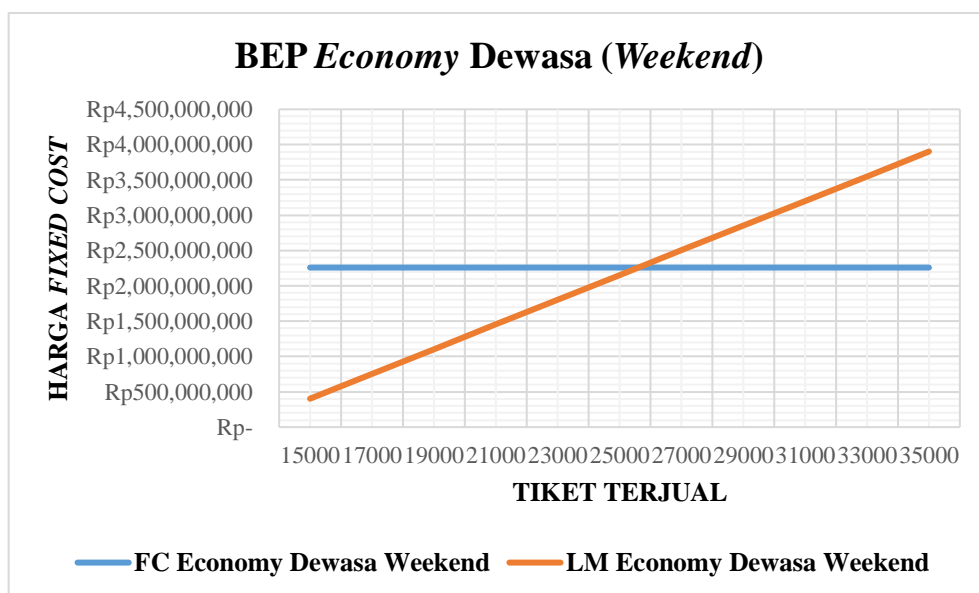 BEP Economy Dewasa (Weekend)
HARGA FIXED COST
Rp4,500,000,000
Rp4,000,000,000
Rp3,500,000,000
Rp3,000,000,000
Rp2,500,000,000
Rp2,000,000,000
Rp1,500,000,000
Rp1,000,000,000
Rp500,000,000
Rp-
15000 17000 19000 21000 23000 25000 27000 29000 31000 33000 35000
TIKET TERJUAL
FC Economy Dewasa Weekend LM Economy Dewasa Weekend